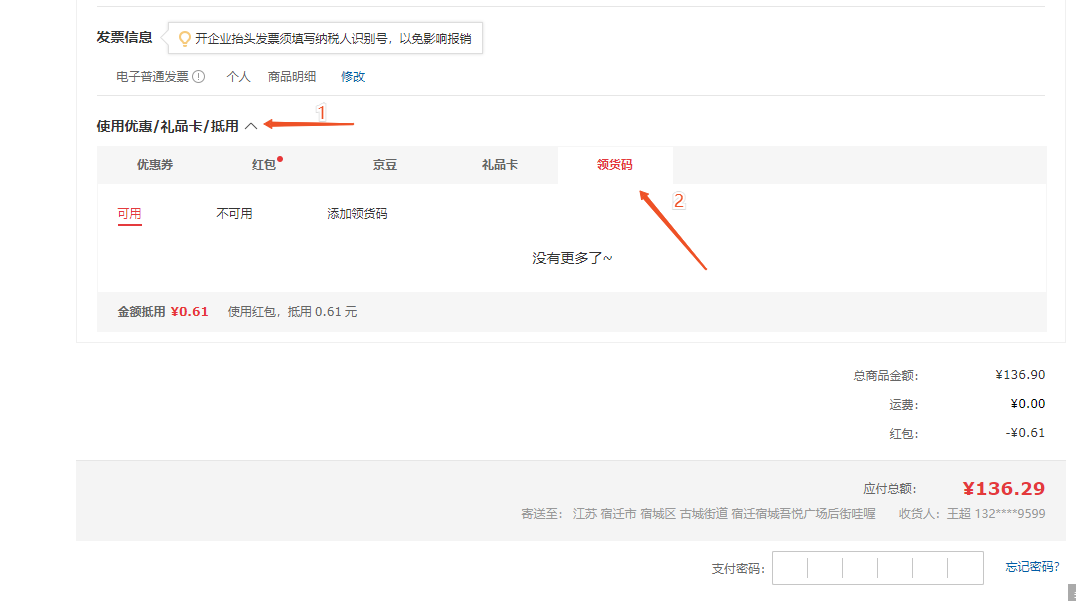 发票信息 开企业抬头发票须填写纳税人识别号，以免影响报销
电子普通发票 个人 商品明细 修改
使用优惠/礼品卡/抵用 1
优惠券 红包 京豆 礼品卡 领货码
2
可用 不可用 添加领货码
没有更多了~
金额抵用 ¥0.61 使用红包，抵用 0.61 元
总商品金额： ¥136.90
运费： ¥0.00
红包： -¥0.61
应付总额： ¥136.29
寄送至： 江苏 宿迁市 宿城区 古城街道 宿迁宿城吾悦广场后街哇喔 收货人：王超 132****9599
支付密码： 忘记密码?